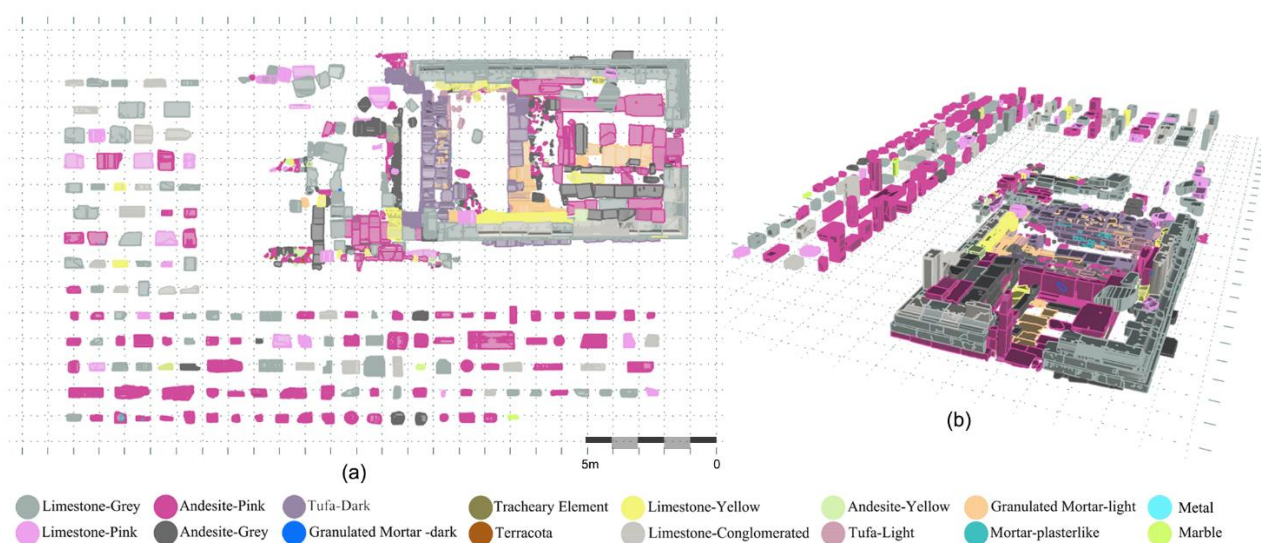 (a)
(b)
5m 0
Limestone-Grey Andesite-Pink Tufa-Dark Tracheary Element Limestone-Yellow Andesite-Yellow Granulated Mortar-light Metal
Limestone-Pink Andesite-Grey Granulated Mortar -dark Terracota Limestone-Conglomerated Tufa-Light Mortar-plasterlike Marble